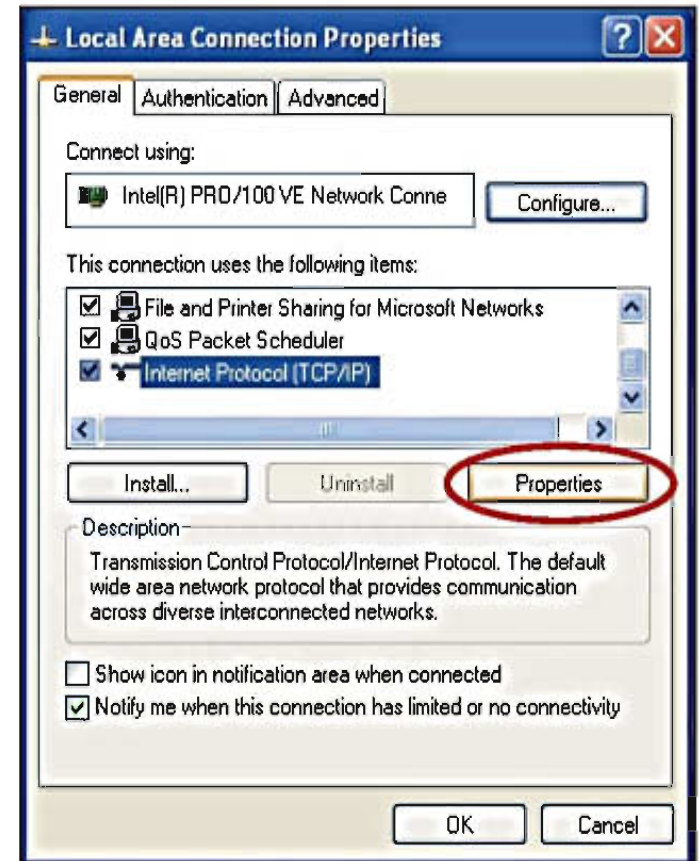 Local Area Connection Properties
General Authentication Advanced
Connect using:
Intel(R) PRO/100 VE Network Conne Configure...
This connection uses the following items:
File and Printer Sharing for Microsoft Networks
QoS Packet Scheduler
Internet Protocol (TCP/IP)
Install... Uninstall Properties
Description
Transmission Control Protocol/Internet Protocol. The default
wide area network protocol that provides communication
across diverse interconnected networks.
Show icon in notification area when connected
Notify me when this connection has limited or no connectivity
OK Cancel